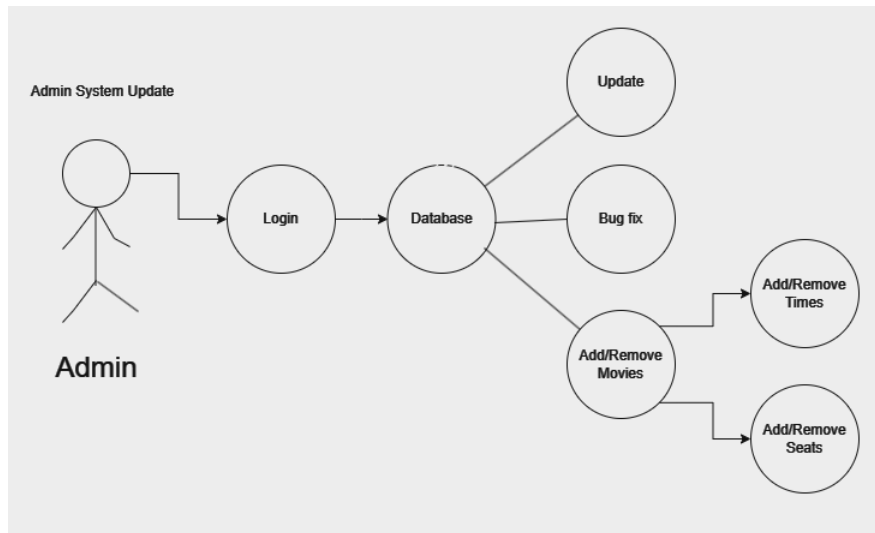 Admin System Update
Update
Login
Database
Bug fix
Add/Remove
Times
Add/Remove
Movies
Admin
Add/Remove
Seats